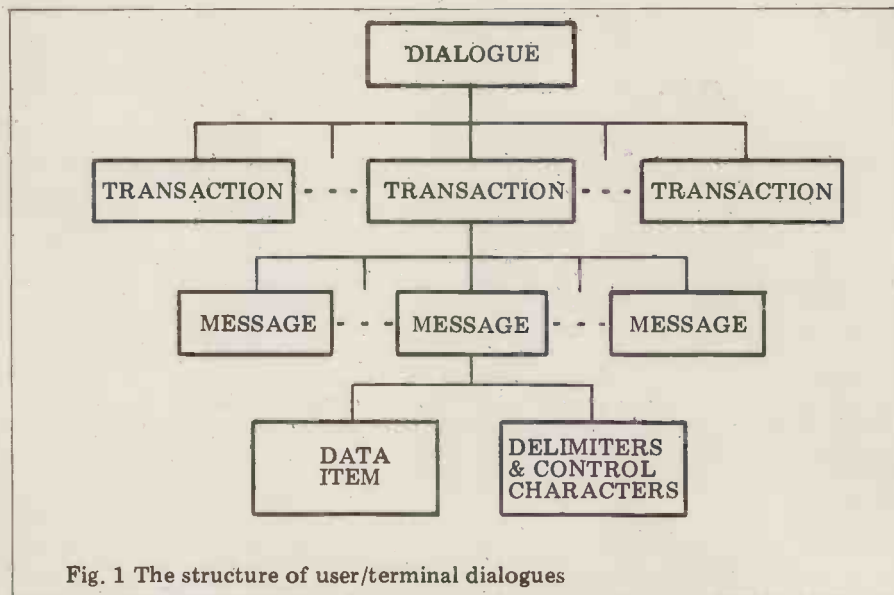 DIALOGUE
TRANSACTION TRANSACTION TRANSACTION
MESSAGE MESSAGE MESSAGE
DATA
ITEM
DELIMITERS
& CONTROL
CHARACTERS
Fig. 1 The structure of user/terminal dialogues